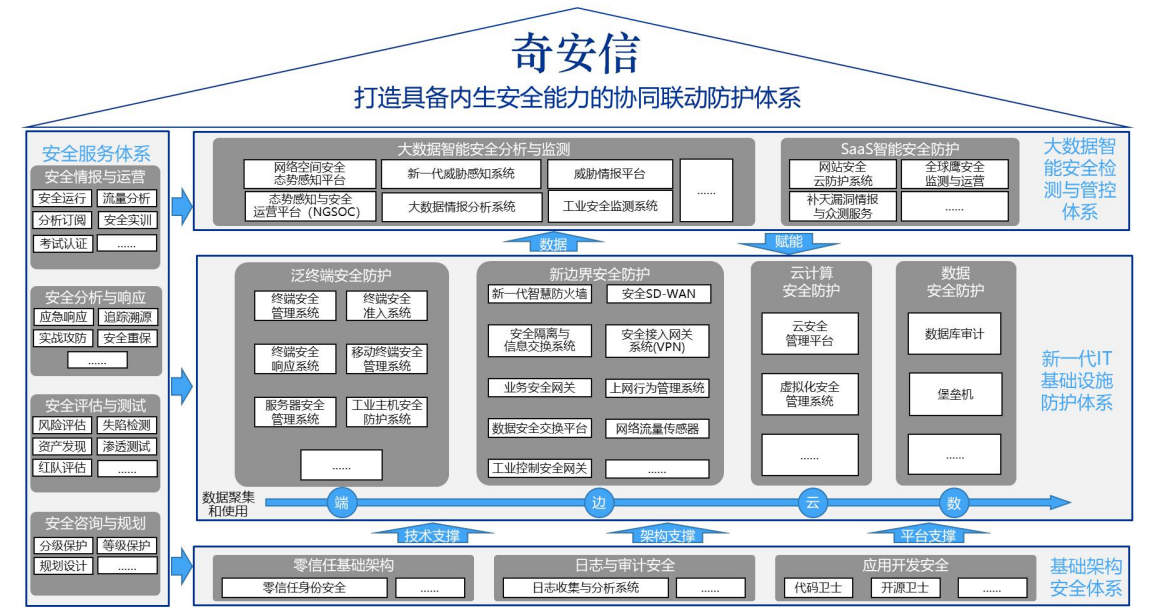 奇安信
打造具备内生安全能力的协同联动防护体系
安全服务体系
安全情报与运营
安全运行
流量分析
分析订阅
安全实训
考试认证
......
安全分析与响应
应急响应
追踪溯源
实战攻防
安全重保
......
安全评估与测试
风险评估
失陷检测
资产发现
渗透测试
红队评估
......
安全咨询与规划
分级保护
等级保护
规划设计
......
大数据智能安全分析与监测
网络空间安全
态势感知平台
新一代威胁感知系统
威胁情报平台
......
态势感知与安全
运营平台（NGSOC）
大数据情报分析系统
工业安全监测系统
SaaS智能安全防护
网站安全
云防护系统
全球鹰安全
监测与运营
补天漏洞情报
与众测服务
......
大数据智
能安全检
测与管控
体系
数据
赋能
泛终端安全防护
终端安全
管理系统
终端安全
准入系统
终端安全
响应系统
移动终端安全
管理系统
服务器安全
管理系统
工业主机安全
防护系统
......
新边界安全防护
新一代智慧防火墙
安全SD-WAN
安全隔离与
信息交换系统
安全接入网关
系统(VPN)
业务安全网关
上网行为管理系统
数据安全交换平台
网络流量传感器
工业控制安全网关
......
云计算
安全防护
云安全
管理平台
虚拟化安全
管理系统
......
数据
安全防护
数据库审计
堡垒机
......
新一代IT
基础设施
防护体系
数据聚集
和使用
端
边
云
数
技术支撑
架构支撑
平台支撑
零信任基础架构
零信任身份安全
......
日志与审计安全
日志收集与分析系统
......
应用开发安全
代码卫士
开源卫士
......
基础架构
安全体系